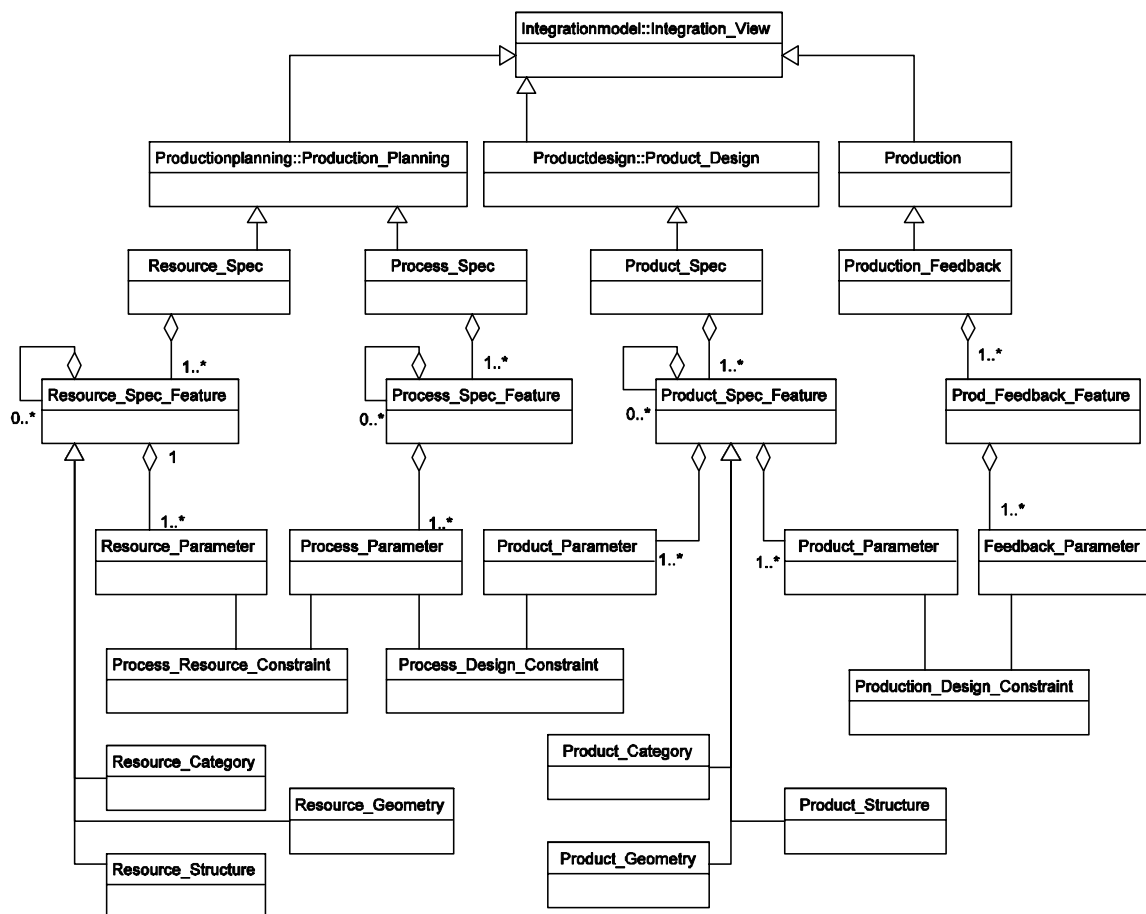 Integrationmodel::Integration_View
Productionplanning::Production_Planning
Productdesign::Product_Design
Production
Resource_Spec
Process_Spec
Product_Spec
Production_Feedback
1..*
1..*
1..*
1..*
Resource_Spec_Feature
Process_Spec_Feature
Product_Spec_Feature
Prod_Feedback_Feature
0..*
0..*
0..*
1
1..*
1..*
1..*
Resource_Parameter
Process_Parameter
Product_Parameter
1..*
1..*
Product_Parameter
Feedback_Parameter
Process_Resource_Constraint
Process_Design_Constraint
Production_Design_Constraint
Resource_Category
Product_Category
Resource_Geometry
Product_Structure
Resource_Structure
Product_Geometry